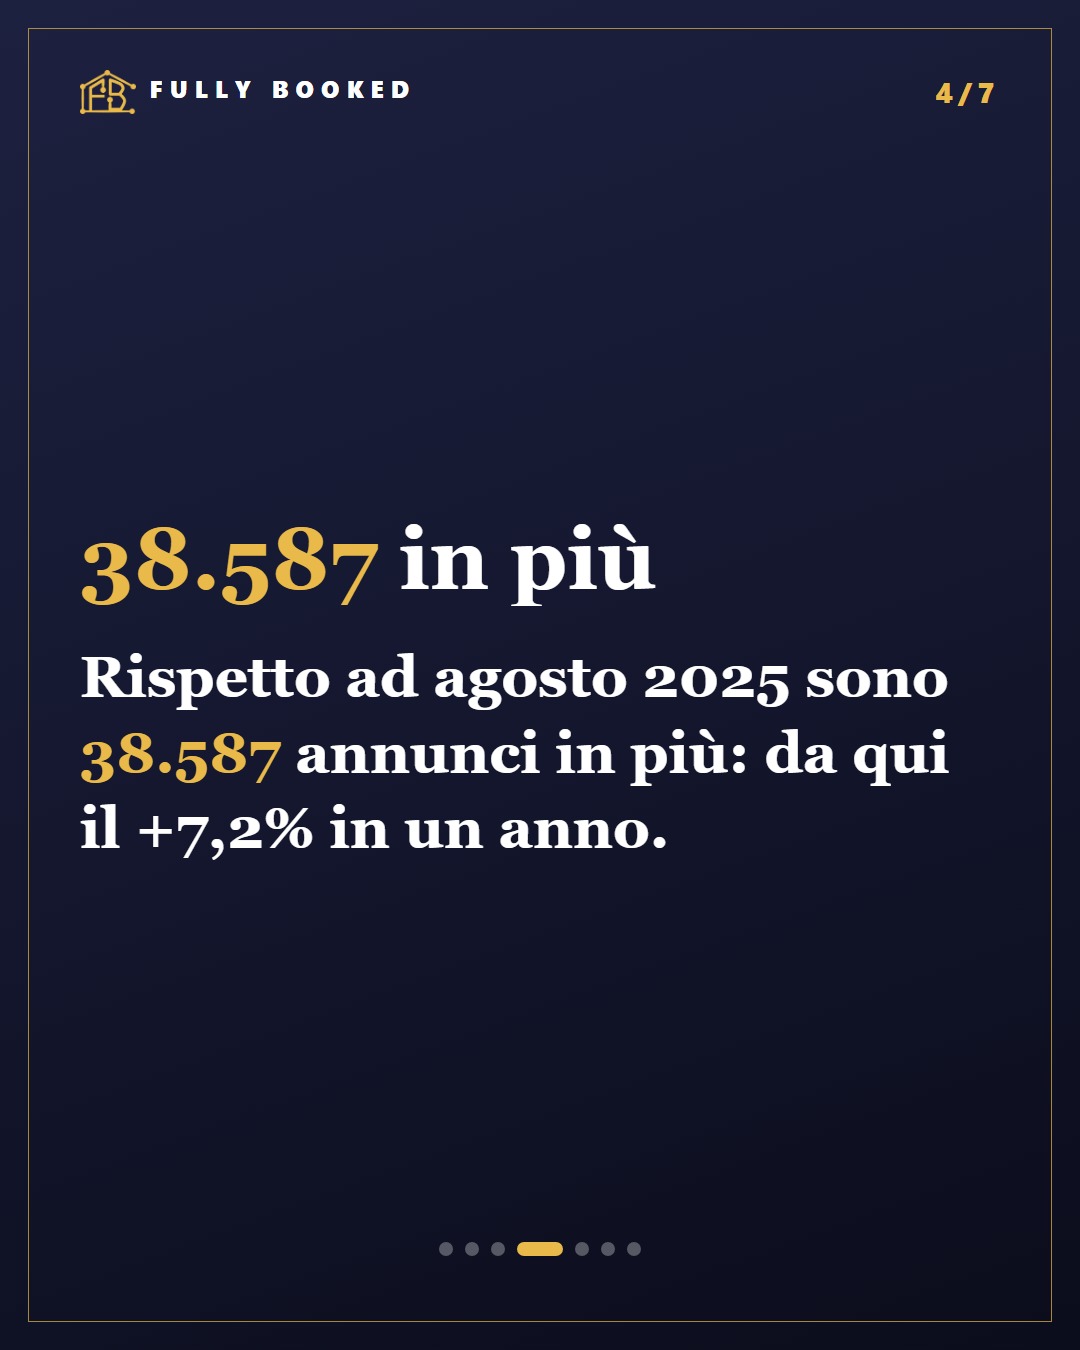 FULLY BOOKED
4/7
38.587 in più
Rispetto ad agosto 2025 sono
38.587 annunci in più: da qui
il +7,2% in un anno.